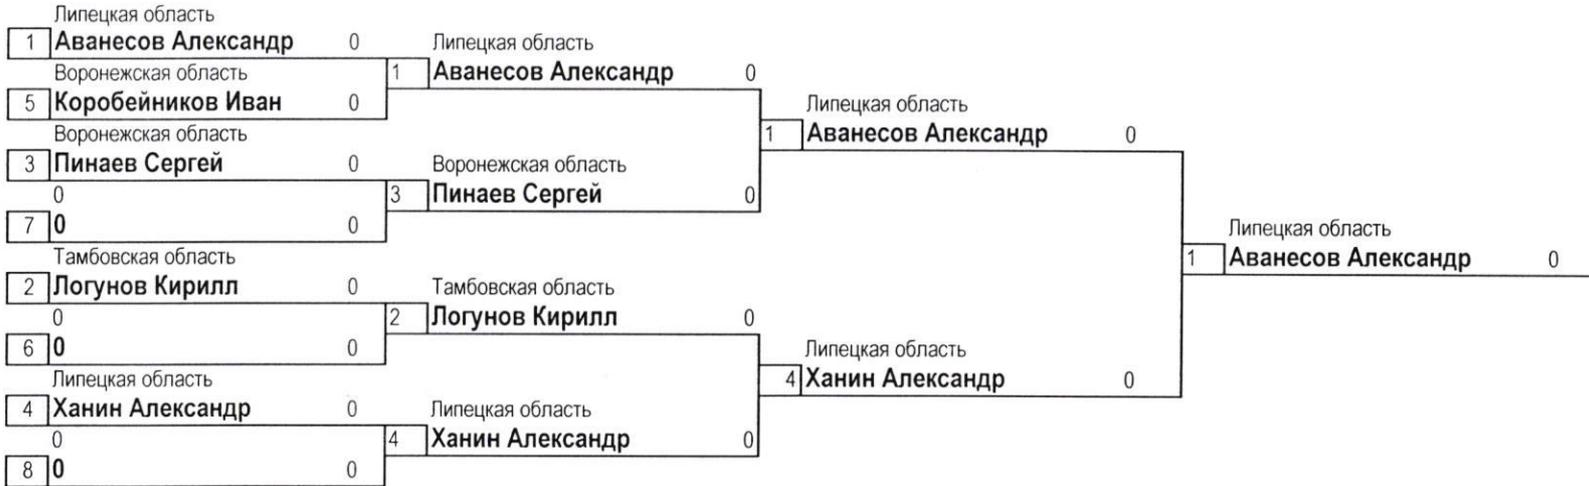 Липецкая область
1 Аванесов Александр 0
Воронежская область
5 Коробейников Иван 0
Воронежская область
3 Пинаев Сергей 0
0
7 0 0
Тамбовская область
2 Логунов Кирилл 0
0
6 0 0
Липецкая область
4 Ханин Александр 0
0
8 0 0
Липецкая область
1 Аванесов Александр 0
Воронежская область
3 Пинаев Сергей 0
Тамбовская область
2 Логунов Кирилл 0
Липецкая область
4 Ханин Александр 0
Липецкая область
1 Аванесов Александр 0
Липецкая область
4 Ханин Александр 0
Липецкая область
1 Аванесов Александр 0